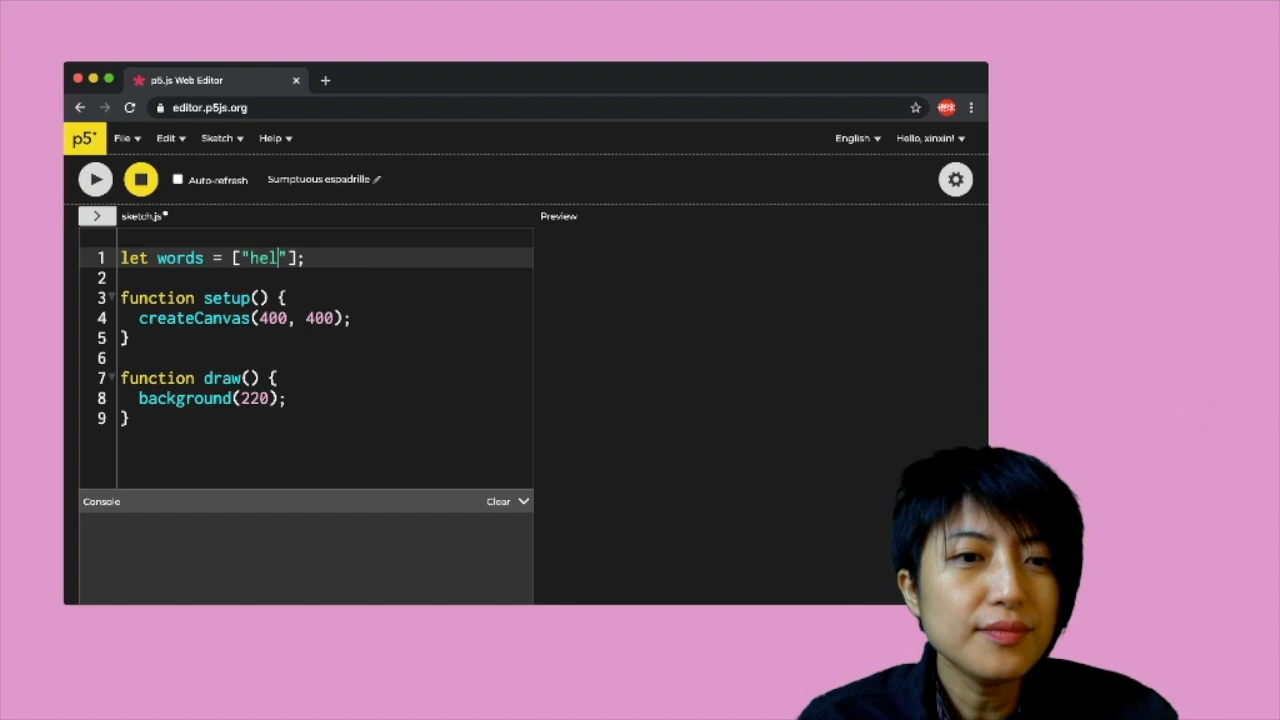 p5.js Web Editor
editor.p5js.org
p5* File Edit Sketch Help English Hello, xinxin!
Auto-refresh Sumptuous espadrille
sketch.js Preview
1 let words = ["hel"];
2
3 function setup() {
4 createCanvas(400, 400);
5 }
6
7 function draw() {
8 background(220);
9 }
Console Clear